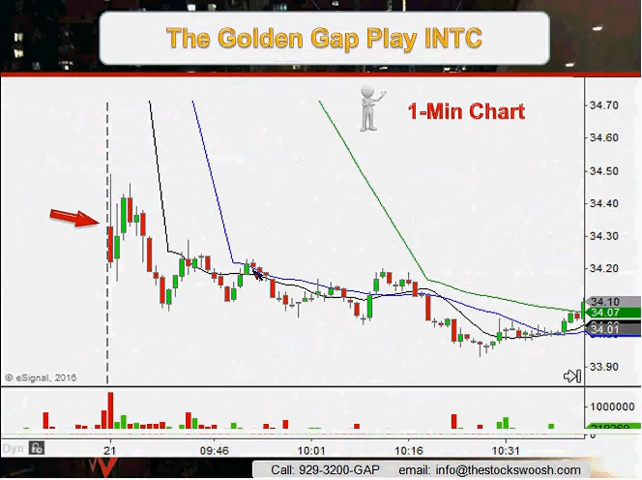 The Golden Gap Play INTC
1-Min Chart
34.70
34.60
34.50
34.40
34.30
34.20
34.10
34.07
34.01
33.90
© eSignal, 2016
1000000
0
Dyn
21 09:46 10:01 10:16 10:31
Call: 929-3200-GAP email: info@thestockswoosh.com